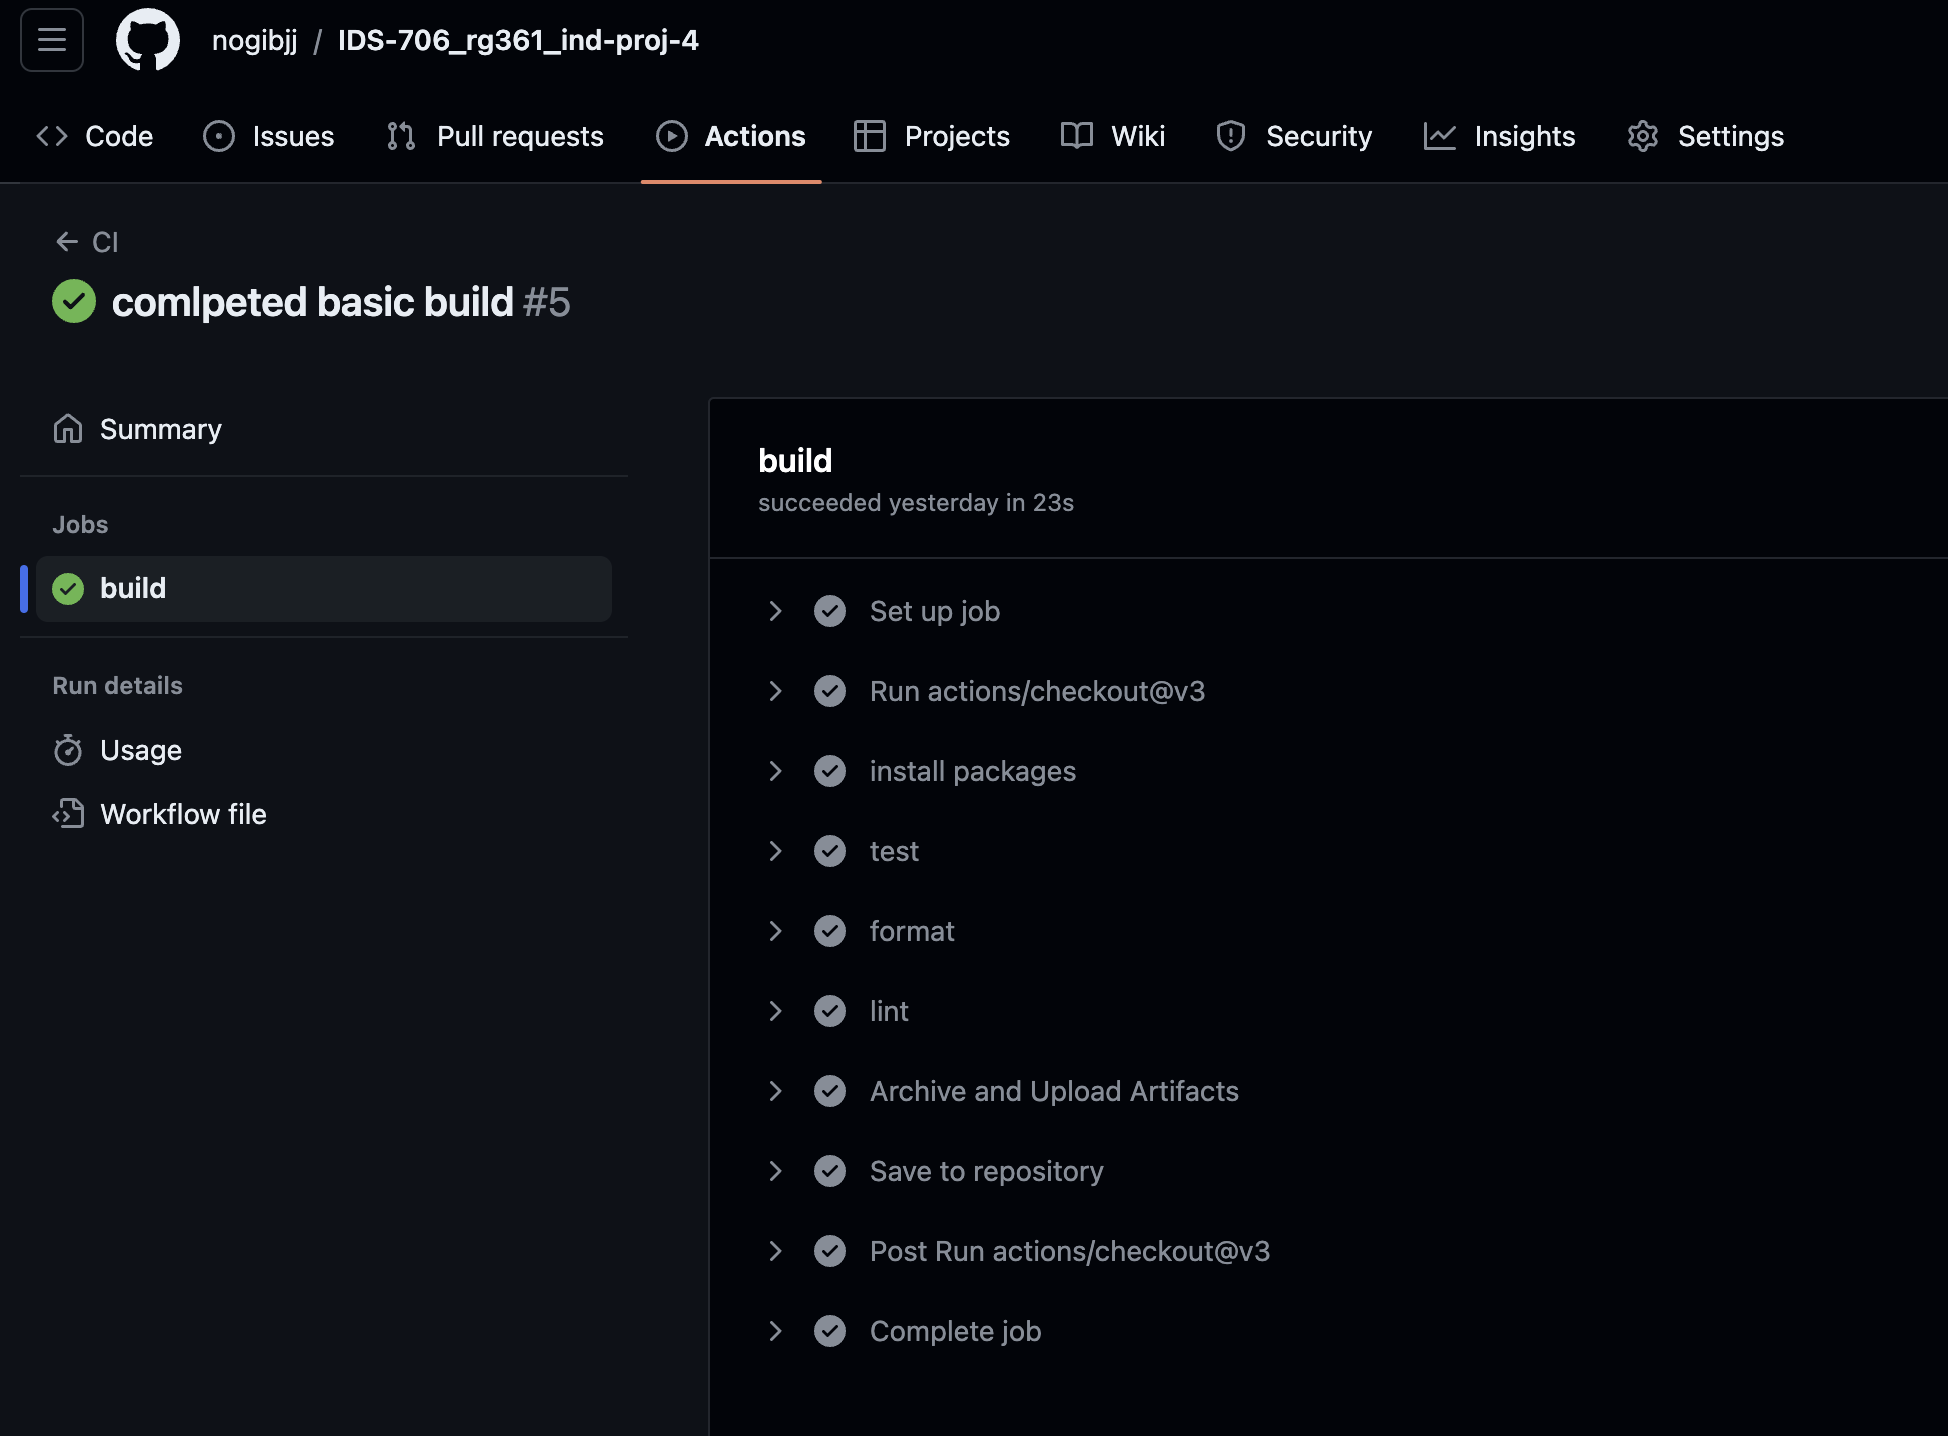 nogibjj / IDS-706_rg361_ind-proj-4
Code Issues Pull requests Actions Projects Wiki Security Insights Settings
CI
comlpeted basic build #5
Summary
Jobs
build
Run details
Usage
Workflow file
build
succeeded yesterday in 23s
Set up job
Run actions/checkout@v3
install packages
test
format
lint
Archive and Upload Artifacts
Save to repository
Post Run actions/checkout@v3
Complete job